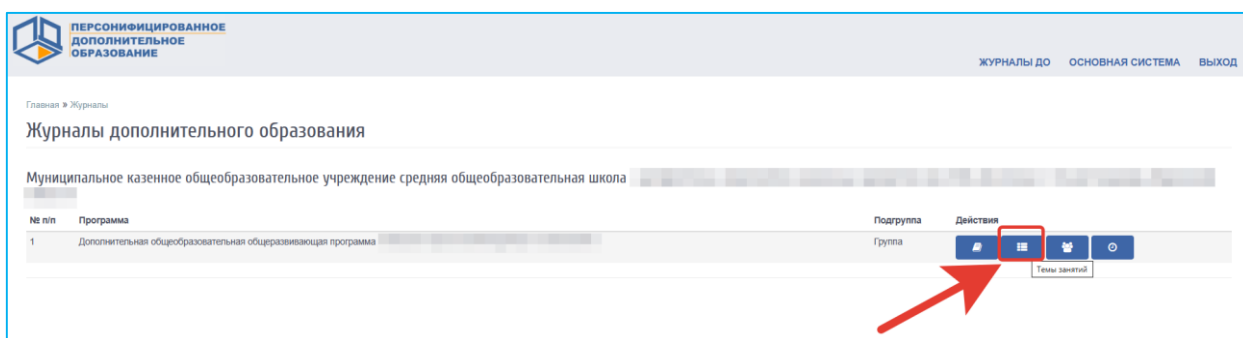 ПЕРСОНИФИЦИРОВАННОЕ
ДОПОЛНИТЕЛЬНОЕ
ОБРАЗОВАНИЕ
ЖУРНАЛЫ ДО ОСНОВНАЯ СИСТЕМА ВЫХОД
Главная » Журналы
Журналы дополнительного образования
Муниципальное казенное общеобразовательное учреждение средняя общеобразовательная школа
№ п/п Программа Подгруппа Действия
1 Дополнительная общеобразовательная общеразвивающая программа Группа
Темы занятий